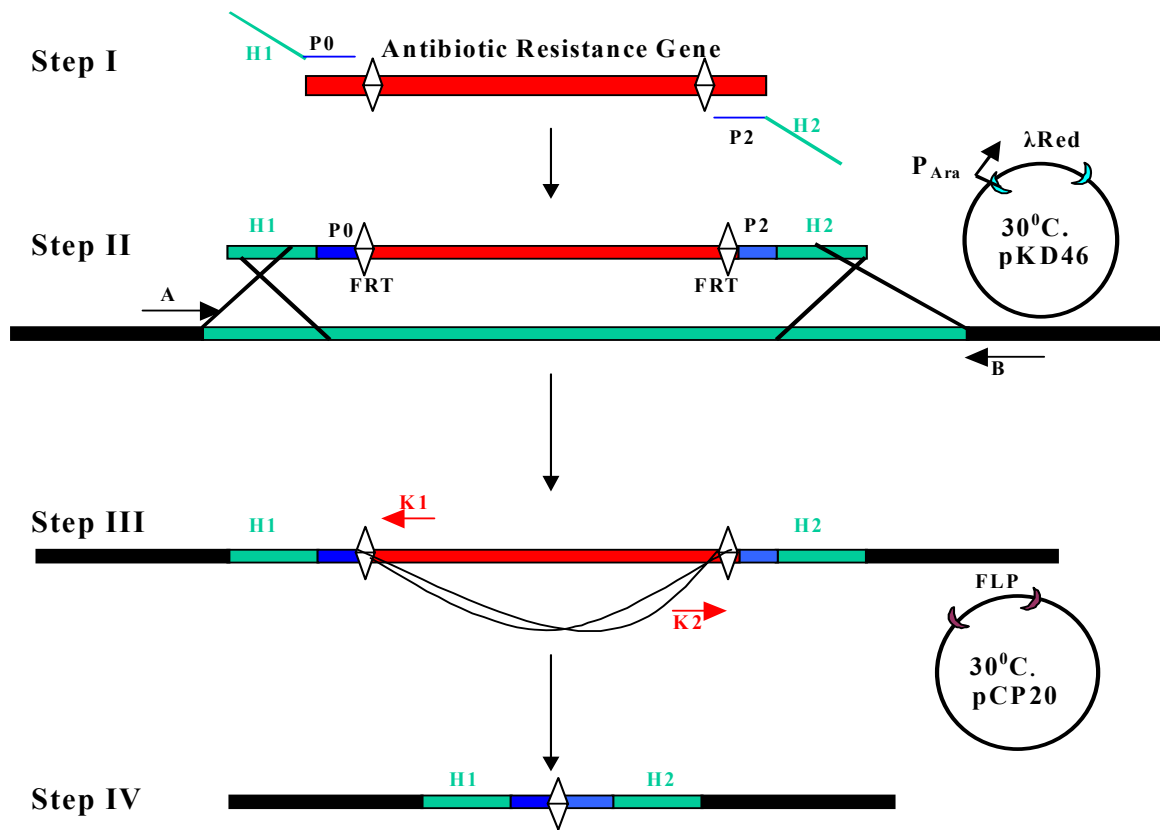 Step I
H1
P0
Antibiotic Resistance Gene
P2
H2
λRed
P Ara
30⁰C.
pKD46
Step II
H1
P0
P2
H2
FRT
FRT
A
B
Step III
H1
K1
H2
K2
FLP
30⁰C.
pCP20
Step IV
H1
H2